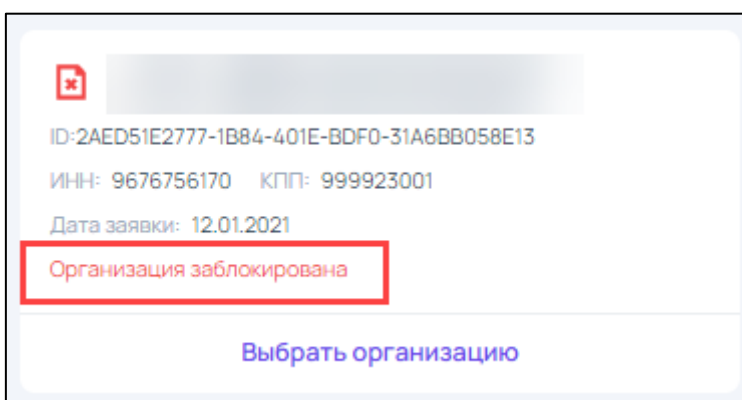 ID:2AED51E2777-1B84-401E-BDF0-31A6BB058E13
ИНН: 9676756170 КПП: 999923001
Дата заявки: 12.01.2021
Организация заблокирована
Выбрать организацию